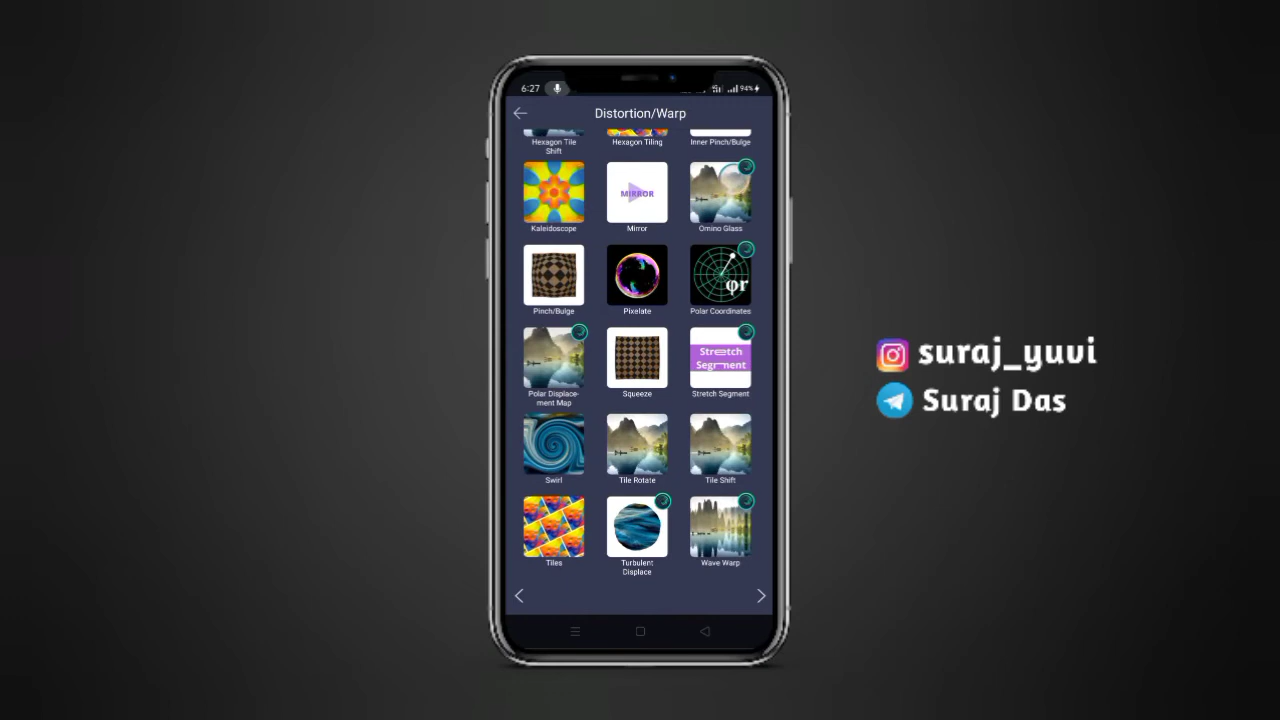 6:27
94%
Distortion/Warp
Hexagon Tile
Shift
Hexagon Tiling
Inner Pinch/Bulge
MIRROR
Kaleidoscope
Mirror
Omino Glass
φr
Pinch/Bulge
Pixelate
Polar Coordinates
Stretch
Segment
Polar Displace-
ment Map
Squeeze
Stretch Segment
Swirl
Tile Rotate
Tile Shift
Tiles
Turbulent
Displace
Wave Warp
suraj_yuvi
Suraj Das